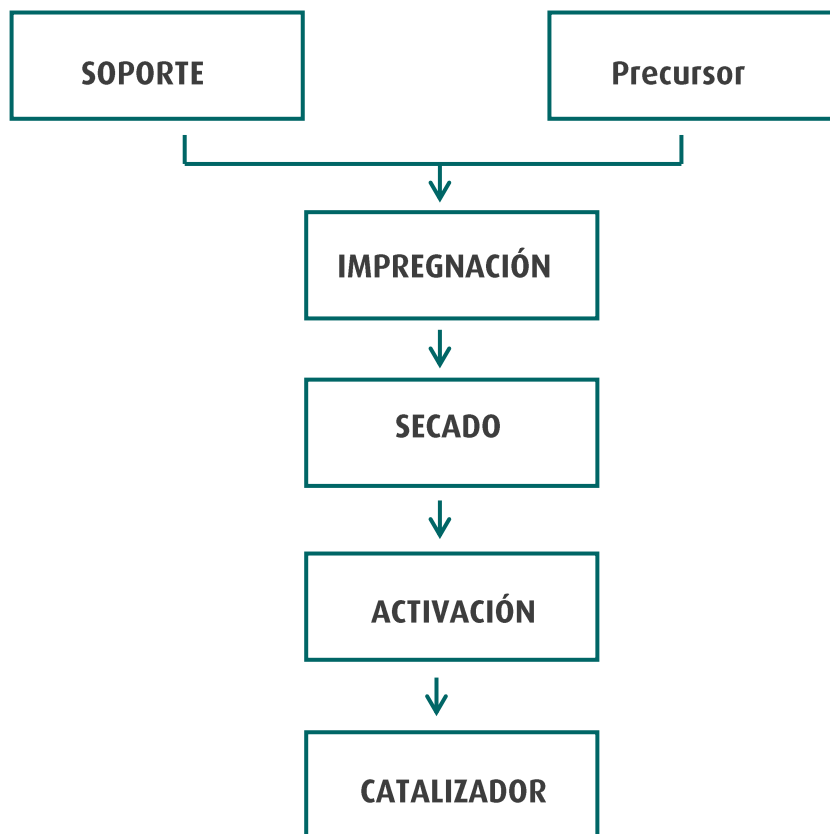 SOPORTE
Precursor
IMPREGNACIÓN
SECADO
ACTIVACIÓN
CATALIZADOR